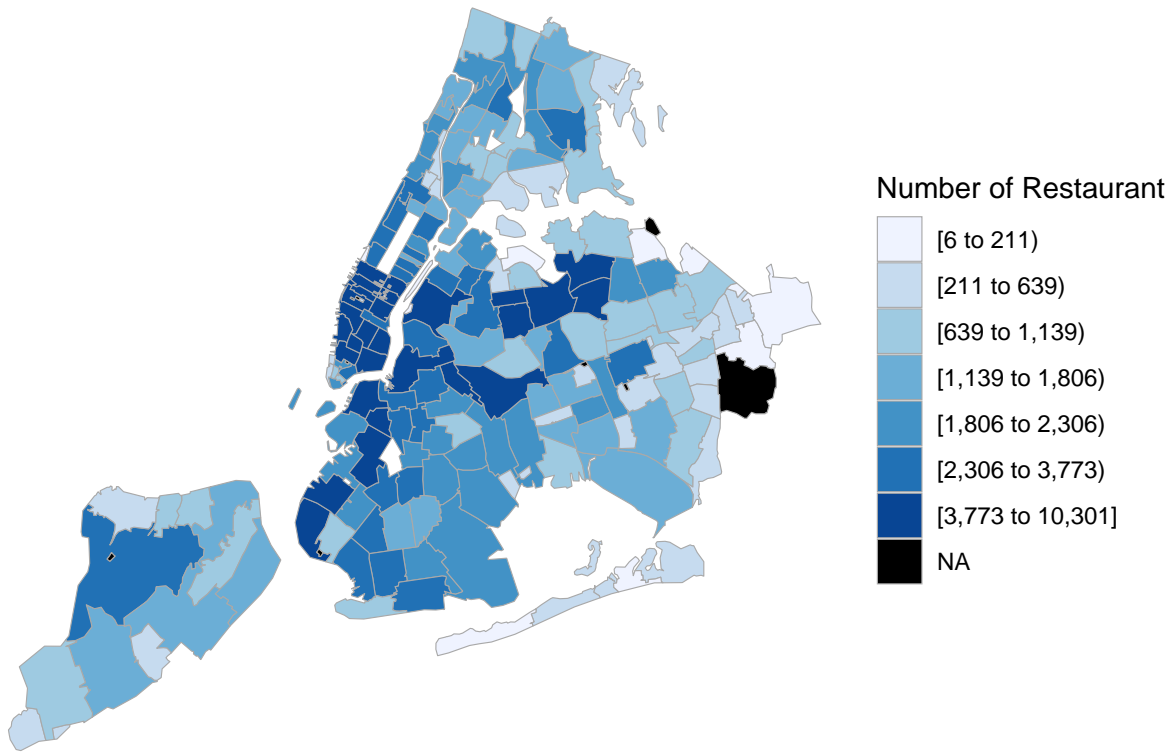 Number of Restaurant
[6 to 211)
[211 to 639)
[639 to 1,139)
[1,139 to 1,806)
[1,806 to 2,306)
[2,306 to 3,773)
[3,773 to 10,301]
NA